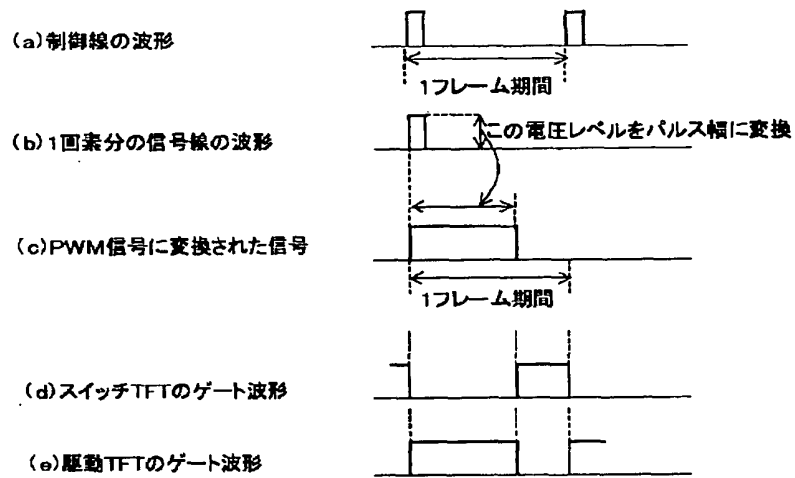 (a)制御線の波形
1フレーム期間
(b)1画素分の信号線の波形
この電圧レベルをパルス幅に変換
(c)PWM信号に変換された信号
1フレーム期間
(d)スイッチTFTのゲート波形
(e)駆動TFTのゲート波形